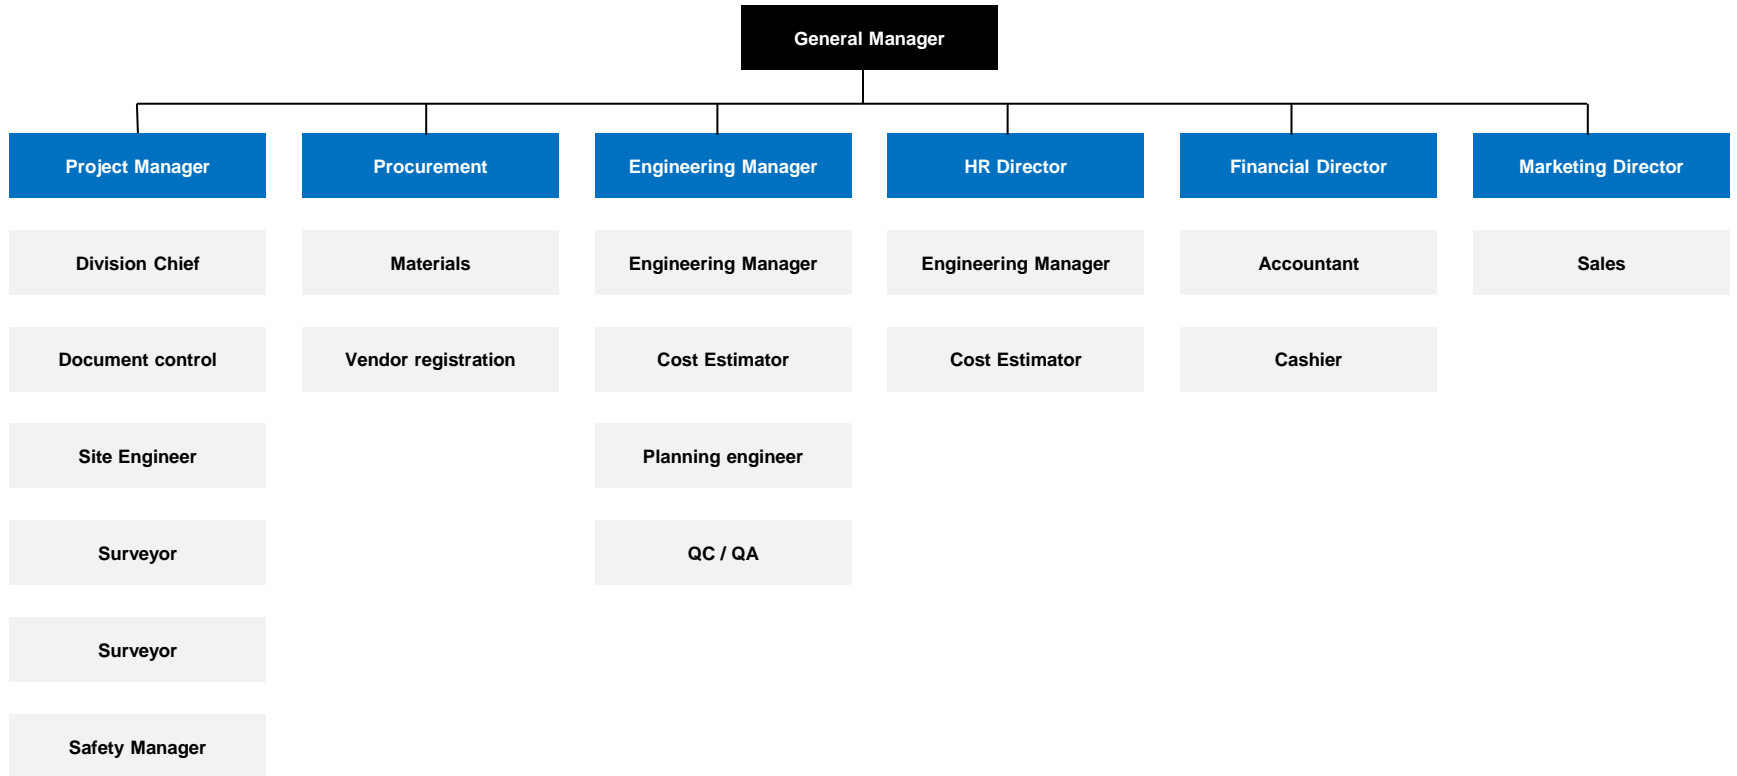 General Manager
Project Manager
Procurement
Engineering Manager
HR Director
Financial Director
Marketing Director
Division Chief
Materials
Engineering Manager
Engineering Manager
Accountant
Sales
Document control
Vendor registration
Cost Estimator
Cost Estimator
Cashier
Site Engineer
Planning engineer
Surveyor
QC / QA
Surveyor
Safety Manager